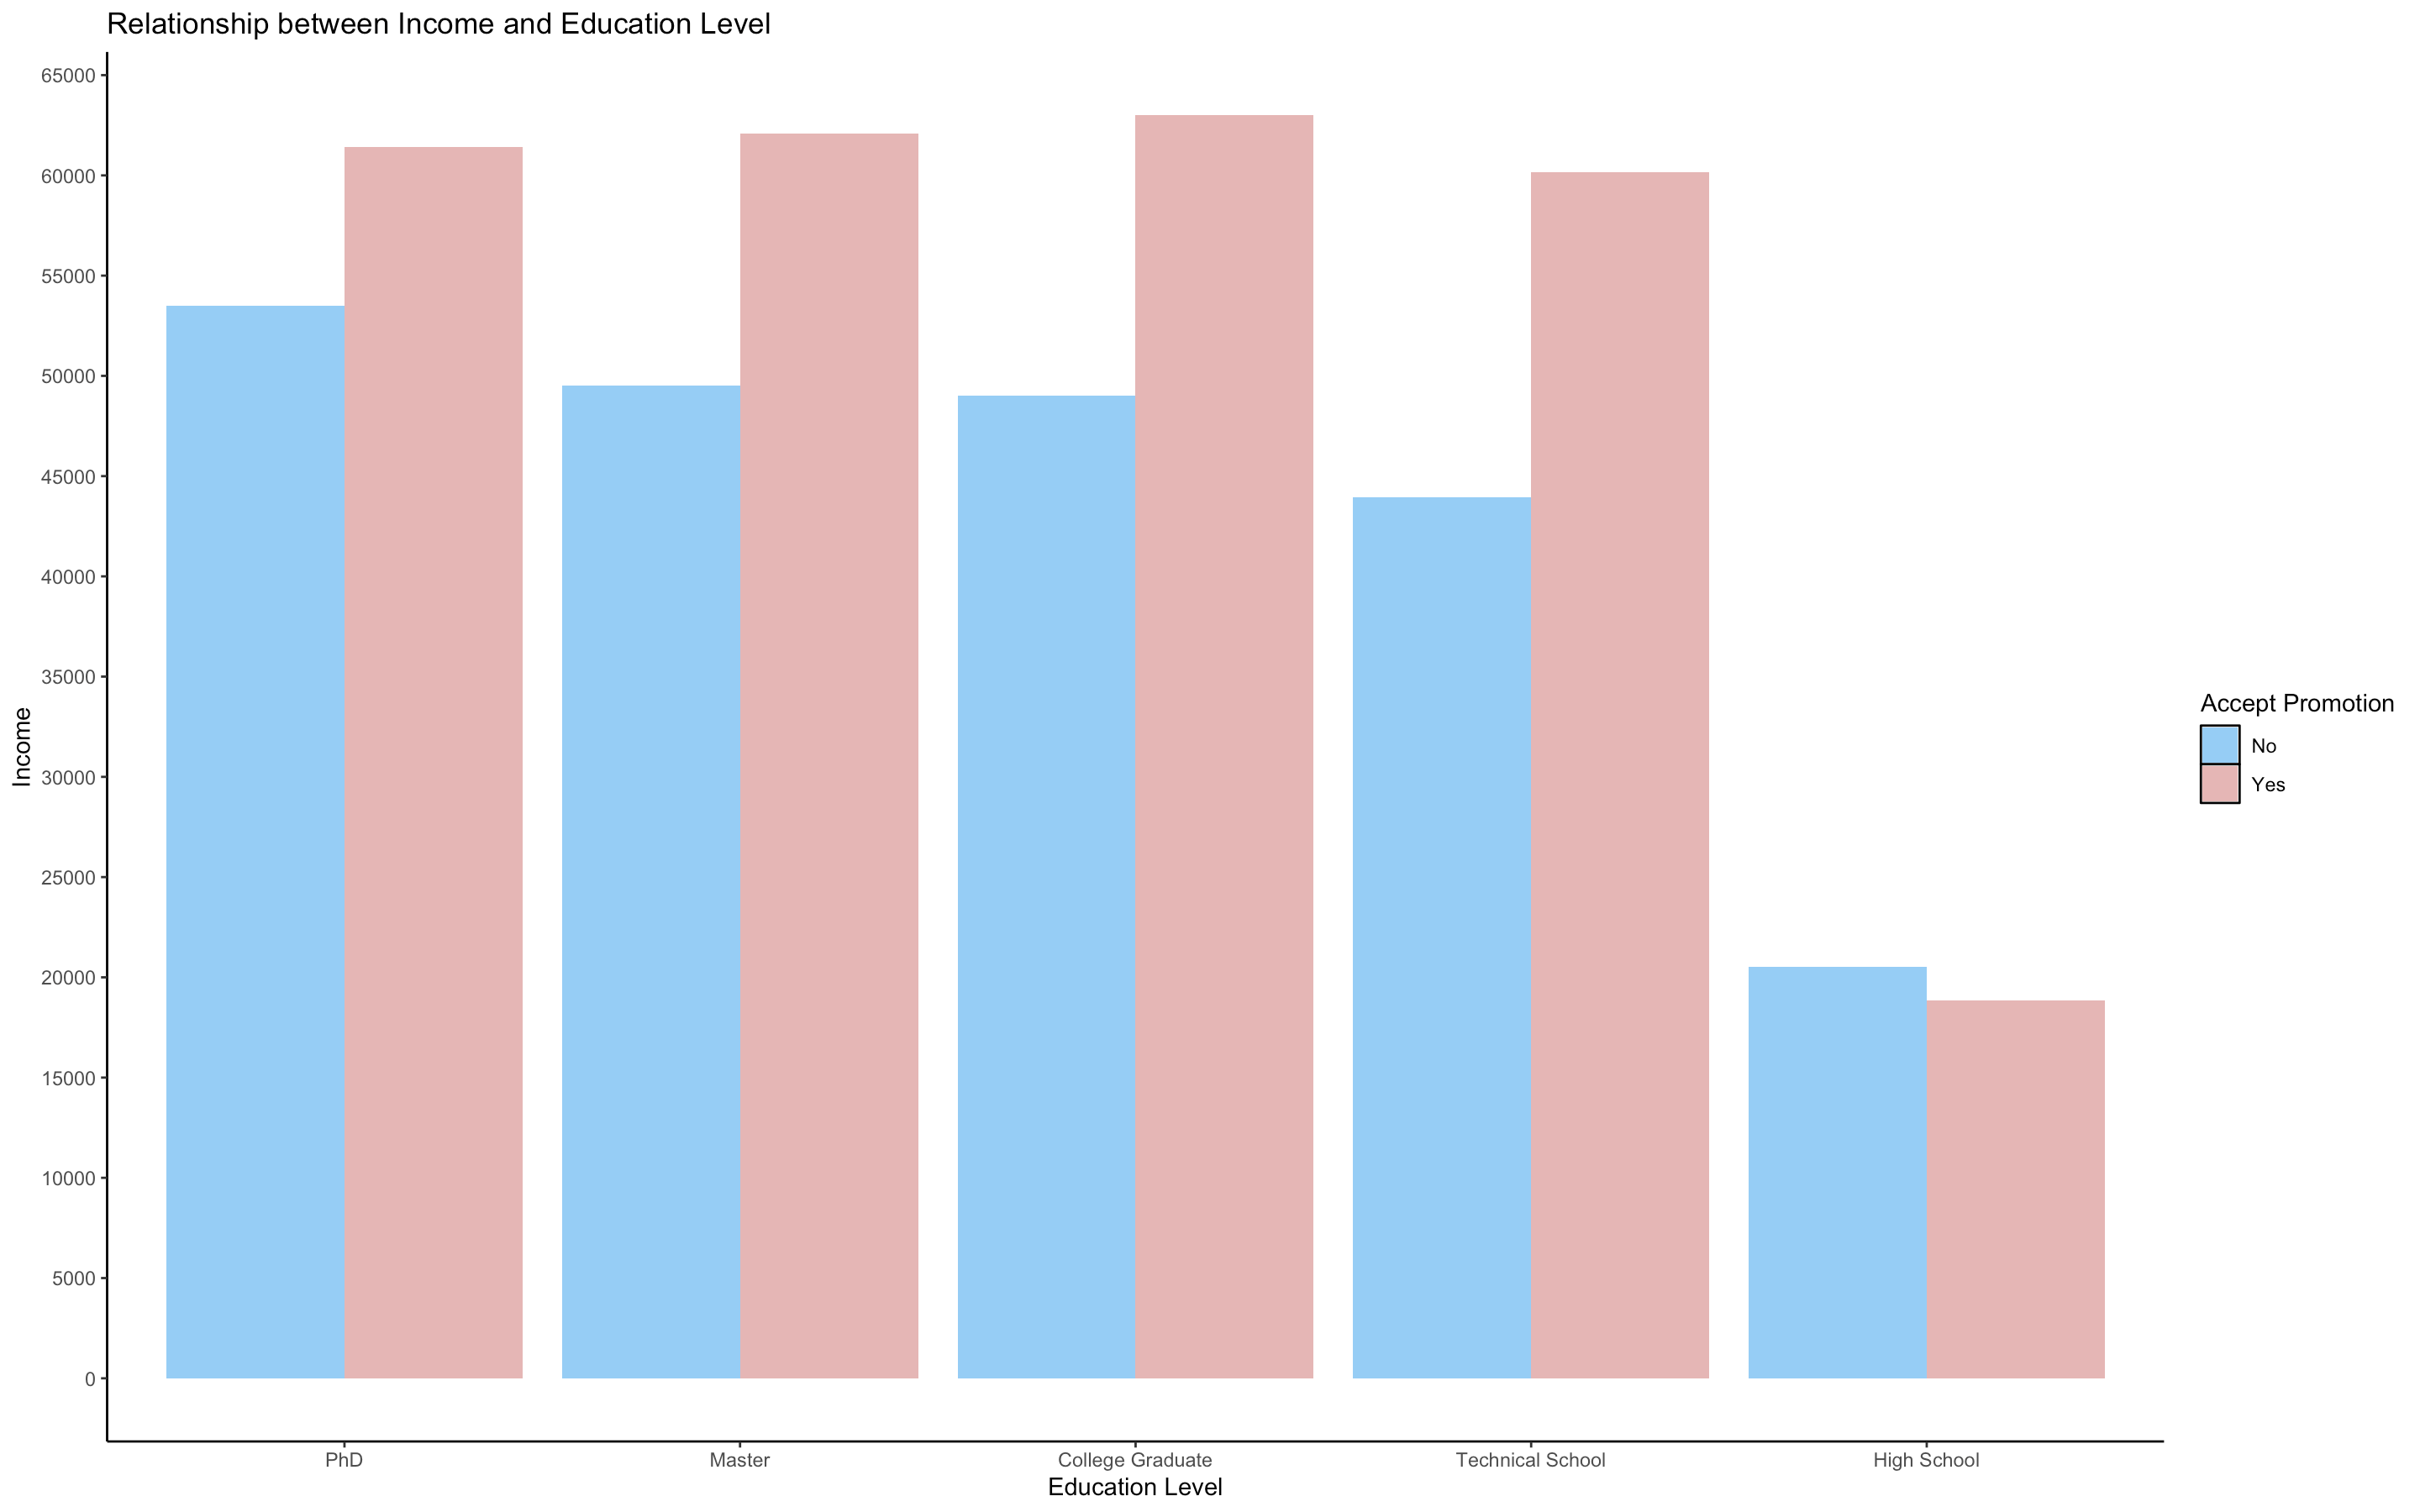 Relationship between Income and Education Level
65000
60000
55000
50000
45000
40000
35000
30000
25000
20000
15000
10000
5000
0
Income
PhD Master College Graduate Technical School High School
Education Level
Accept Promotion
No
Yes